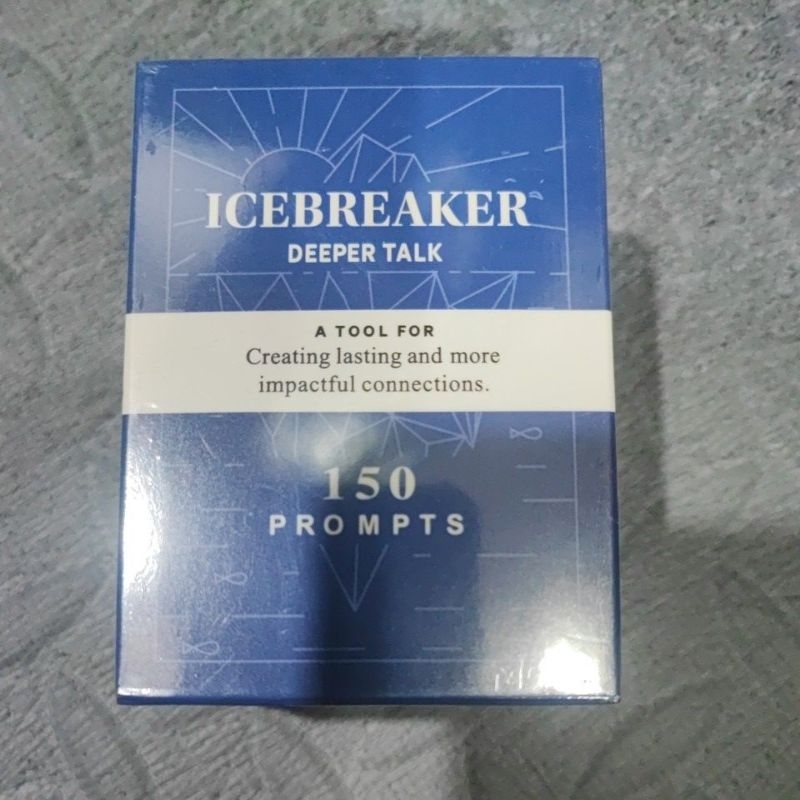 ICEBREAKER
DEEPER TALK
A TOOL FOR
Creating lasting and more
impactful connections.
150
PROMPTS